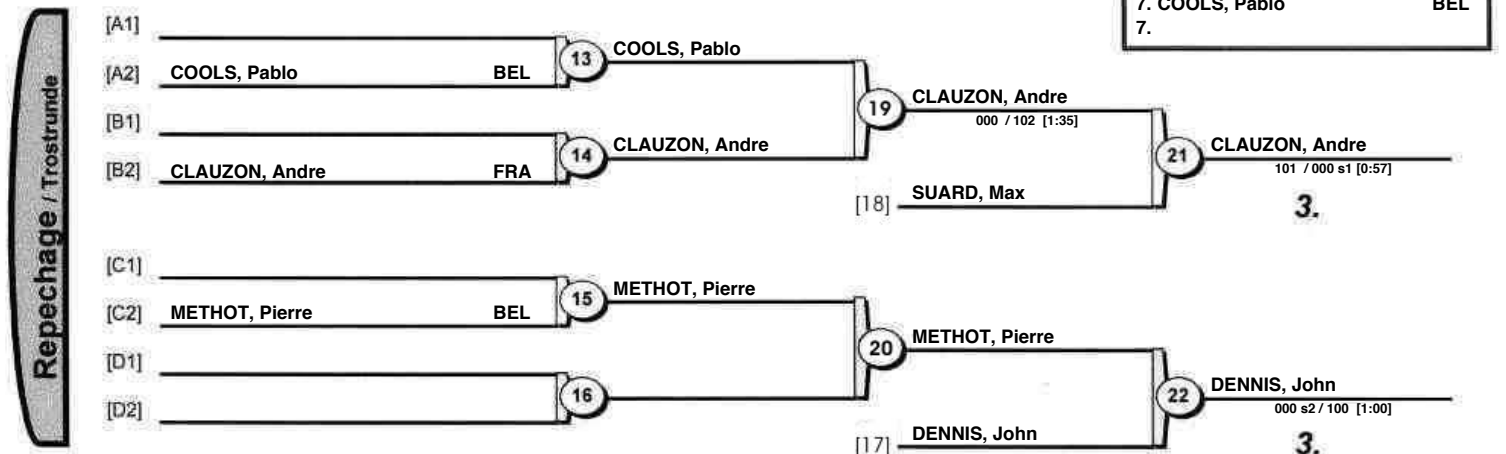 7. COOLS, Pablo BEL
7.
Repechage / Trostrunde
[A1]
[A2] COOLS, Pablo BEL
13 COOLS, Pablo
[B1]
[B2] CLAUZON, Andre FRA
14 CLAUZON, Andre
19 CLAUZON, Andre
000 / 102 [1:35]
[18] SUARD, Max
21 CLAUZON, Andre
101 / 000 s1 [0:57]
3.
[C1]
[C2] METHOT, Pierre BEL
15 METHOT, Pierre
[D1]
[D2]
16
20 METHOT, Pierre
[17] DENNIS, John
22 DENNIS, John
000 s2 / 100 [1:00]
3.